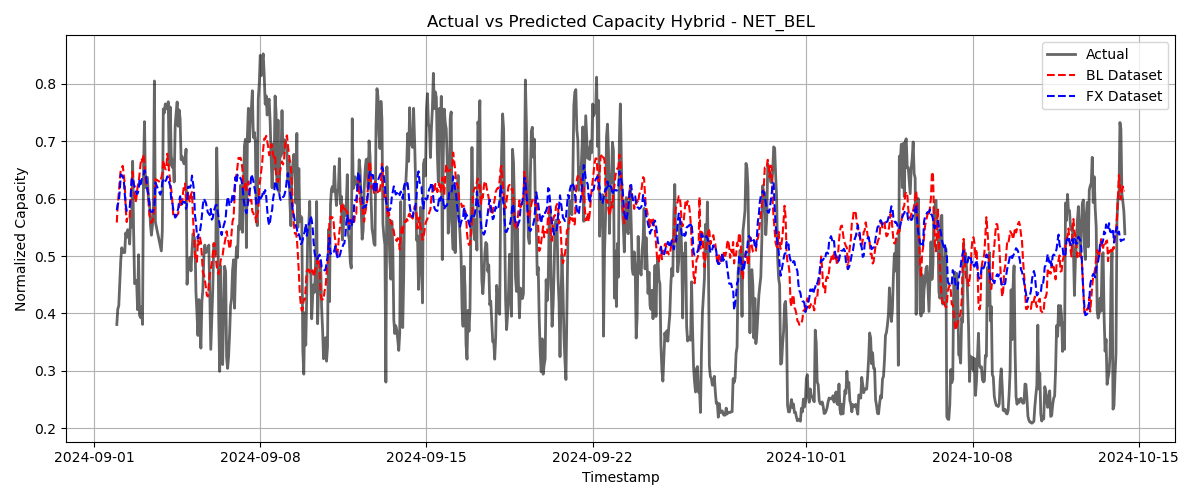 Actual vs Predicted Capacity Hybrid - NET_BEL
Actual
BL Dataset
FX Dataset
Normalized Capacity
0.8
0.7
0.6
0.5
0.4
0.3
0.2
2024-09-01
2024-09-08
2024-09-15
2024-09-22
2024-10-01
2024-10-08
2024-10-15
Timestamp